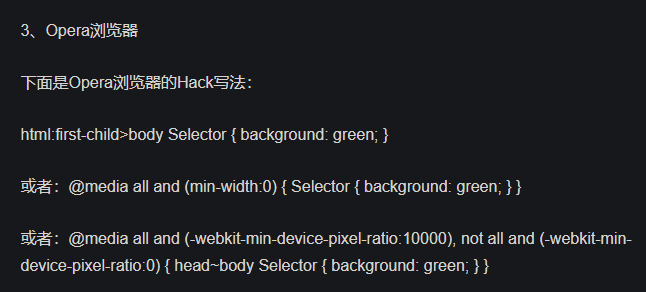 3、Opera浏览器
下面是Opera浏览器的Hack写法：
html:first-child>body Selector { background: green; }
或者：@media all and (min-width:0) { Selector { background: green; } }
或者：@media all and (-webkit-min-device-pixel-ratio:10000), not all and (-webkit-min-
device-pixel-ratio:0) { head~body Selector { background: green; } }